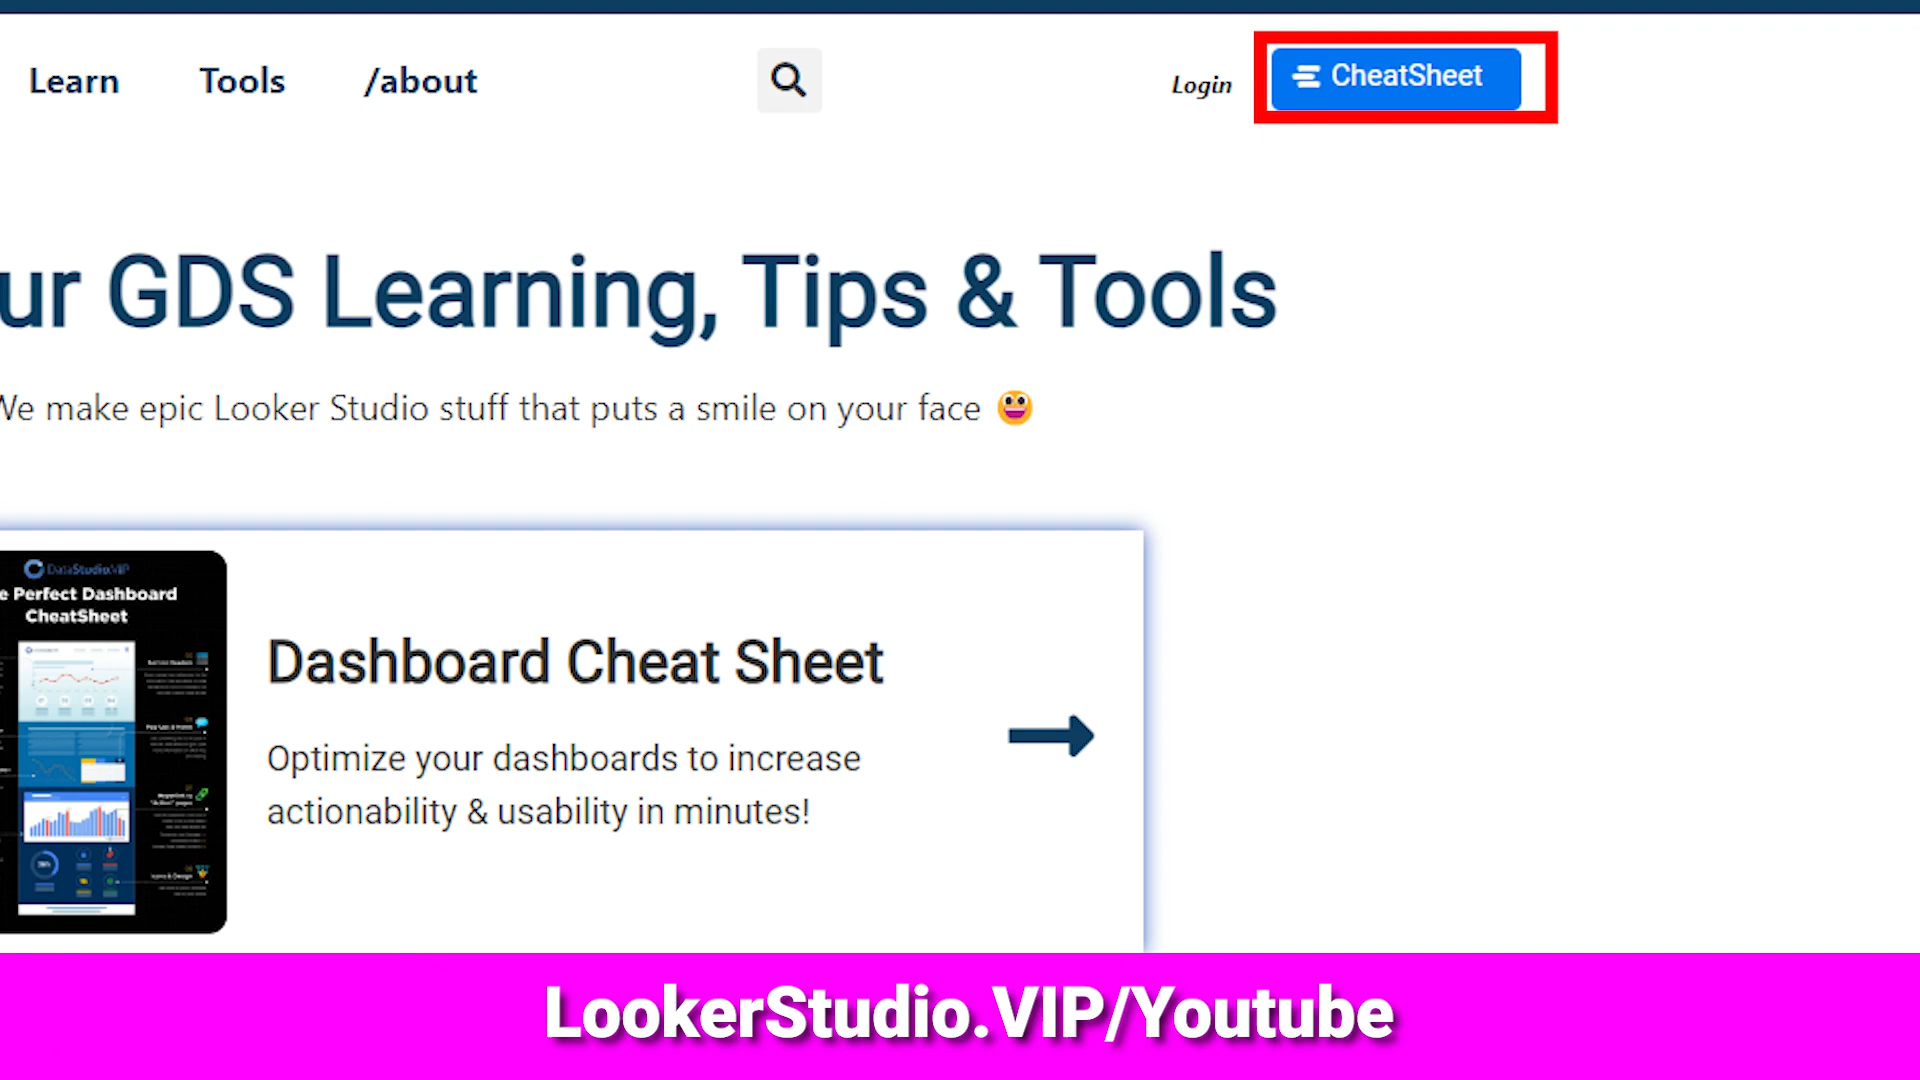 Learn Tools /about Login CheatSheet
ur GDS Learning, Tips & Tools
We make epic Looker Studio stuff that puts a smile on your face
DataStudio.VIP
e Perfect Dashboard
CheatSheet
Dashboard Cheat Sheet
Optimize your dashboards to increase
actionability & usability in minutes!
LookerStudio.VIP/Youtube